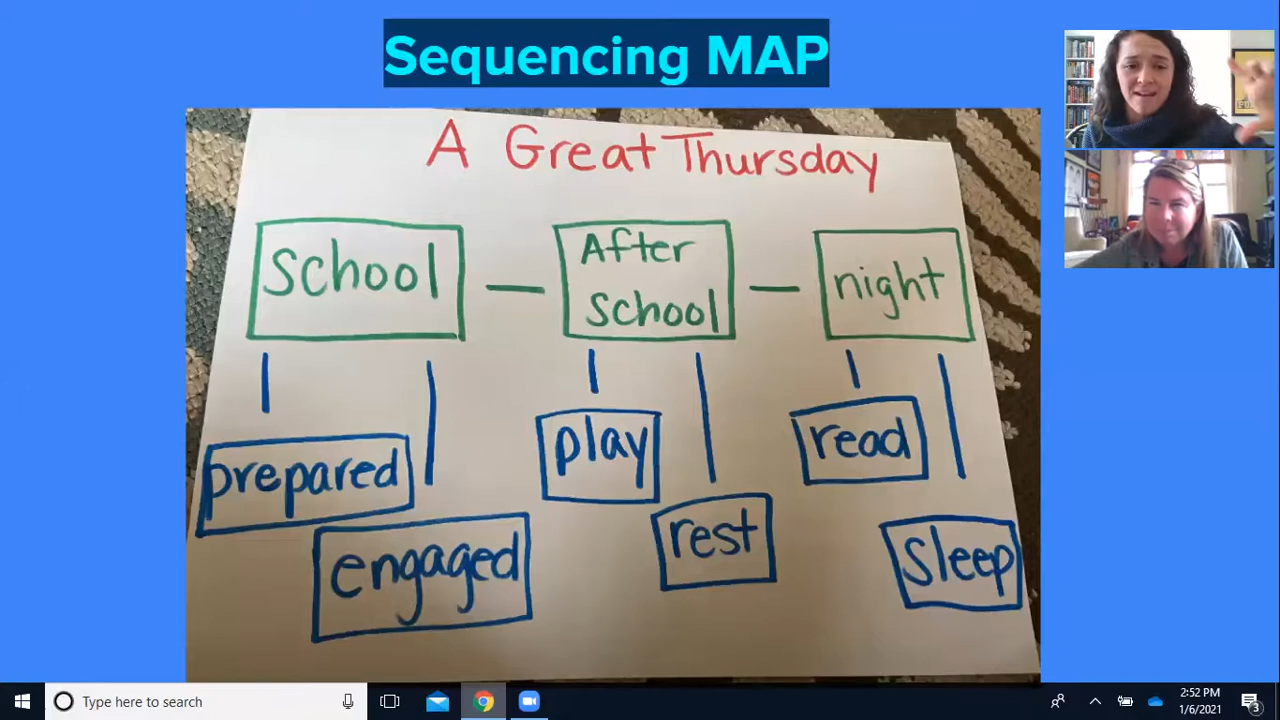 Sequencing MAP
A Great Thursday
School
After
school
night
prepared
engaged
play
rest
read
sleep
Type here to search
2:52 PM
1/6/2021
3